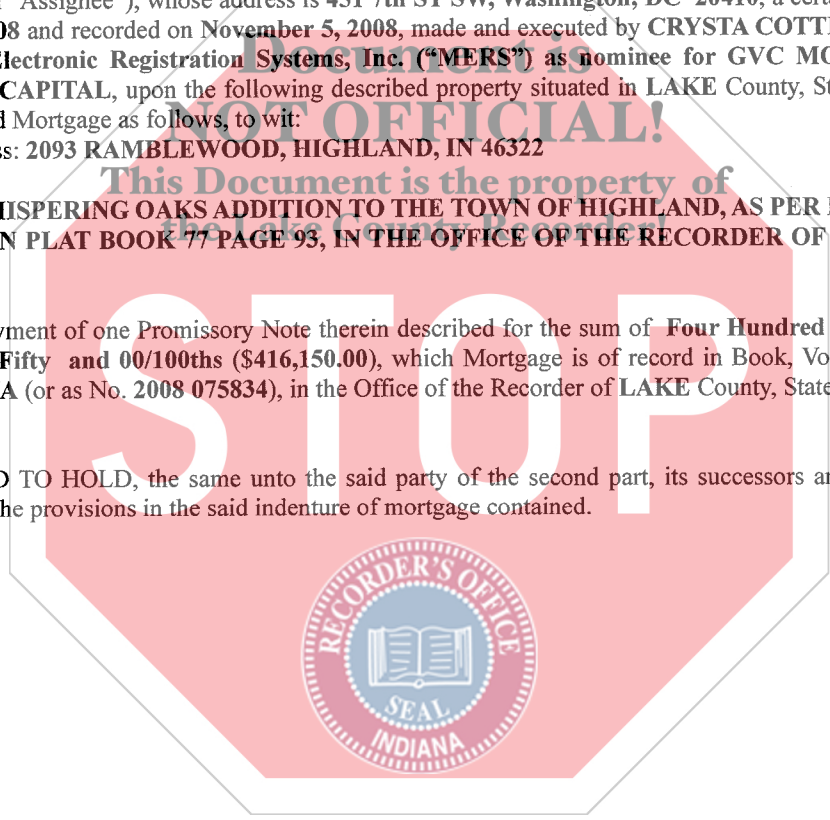 Assignee"), whose address is 451 7th ST SW, Washington, DC 20410, a
08 and recorded on November 5, 2008, made and executed by CRYSTA
Electronic Registration Systems, Inc. (“MERS”) as nominee for GVC
CAPITAL, upon the following described property situated in LAKE County,
d Mortgage as follows, to wit:
ss: 2093 RAMBLEWOOD, HIGHLAND, IN 46322
HISPERING OAKS ADDITION TO THE TOWN OF HIGHLAND, AS PER
N PLAT BOOK 77 PAGE 93, IN THE OFFICE OF THE RECORDER OF
yment of one Promissory Note therein described for the sum of Four Hundred
Fifty and 00/100ths ($416,150.00), which Mortgage is of record in Book, Vo
A (or as No. 2008 075834), in the Office of the Recorder of LAKE County, State
D TO HOLD, the same unto the said party of the second part, its successors
he provisions in the said indenture of mortgage contained.
Document is
NOT OFFICIAL!
This Document is the property of
the Lake County Recorder!
STOP
RECORDER'S OFFICE
SEAL
INDIANA